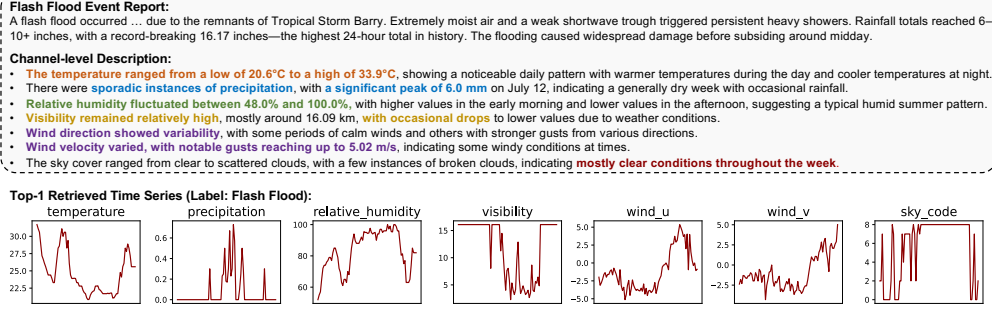 Flash Flood Event Report:
A flash flood occurred … due to the remnants of Tropical Storm Barry. Extremely moist air and a weak shortwave trough triggered persistent heavy showers. Rainfall totals reached 6–
10+ inches, with a record-breaking 16.17 inches—the highest 24-hour total in history. The flooding caused widespread damage before subsiding around midday.
Channel-level Description:
• The temperature ranged from a low of 20.6°C to a high of 33.9°C, showing a noticeable daily pattern with warmer temperatures during the day and cooler temperatures at night.
• There were sporadic instances of precipitation, with a significant peak of 6.0 mm on July 12, indicating a generally dry week with occasional rainfall.
• Relative humidity fluctuated between 48.0% and 100.0%, with higher values in the early morning and lower values in the afternoon, suggesting a typical humid summer pattern.
• Visibility remained relatively high, mostly around 16.09 km, with occasional drops to lower values due to weather conditions.
• Wind direction showed variability, with some periods of calm winds and others with stronger gusts from various directions.
• Wind velocity varied, with notable gusts reaching up to 5.02 m/s, indicating some windy conditions at times.
• The sky cover ranged from clear to scattered clouds, with a few instances of broken clouds, indicating mostly clear conditions throughout the week.
Top-1 Retrieved Time Series (Label: Flash Flood):
temperature precipitation relative_humidity visibility wind_u wind_v sky_code
30.0 27.5 25.0 22.5
0.6 0.4 0.2 0.0
100 80 60
15 10 5
5.0 2.5 0.0 −2.5 −5.0
5.0 2.5 0.0 −2.5
8 6 4 2 0